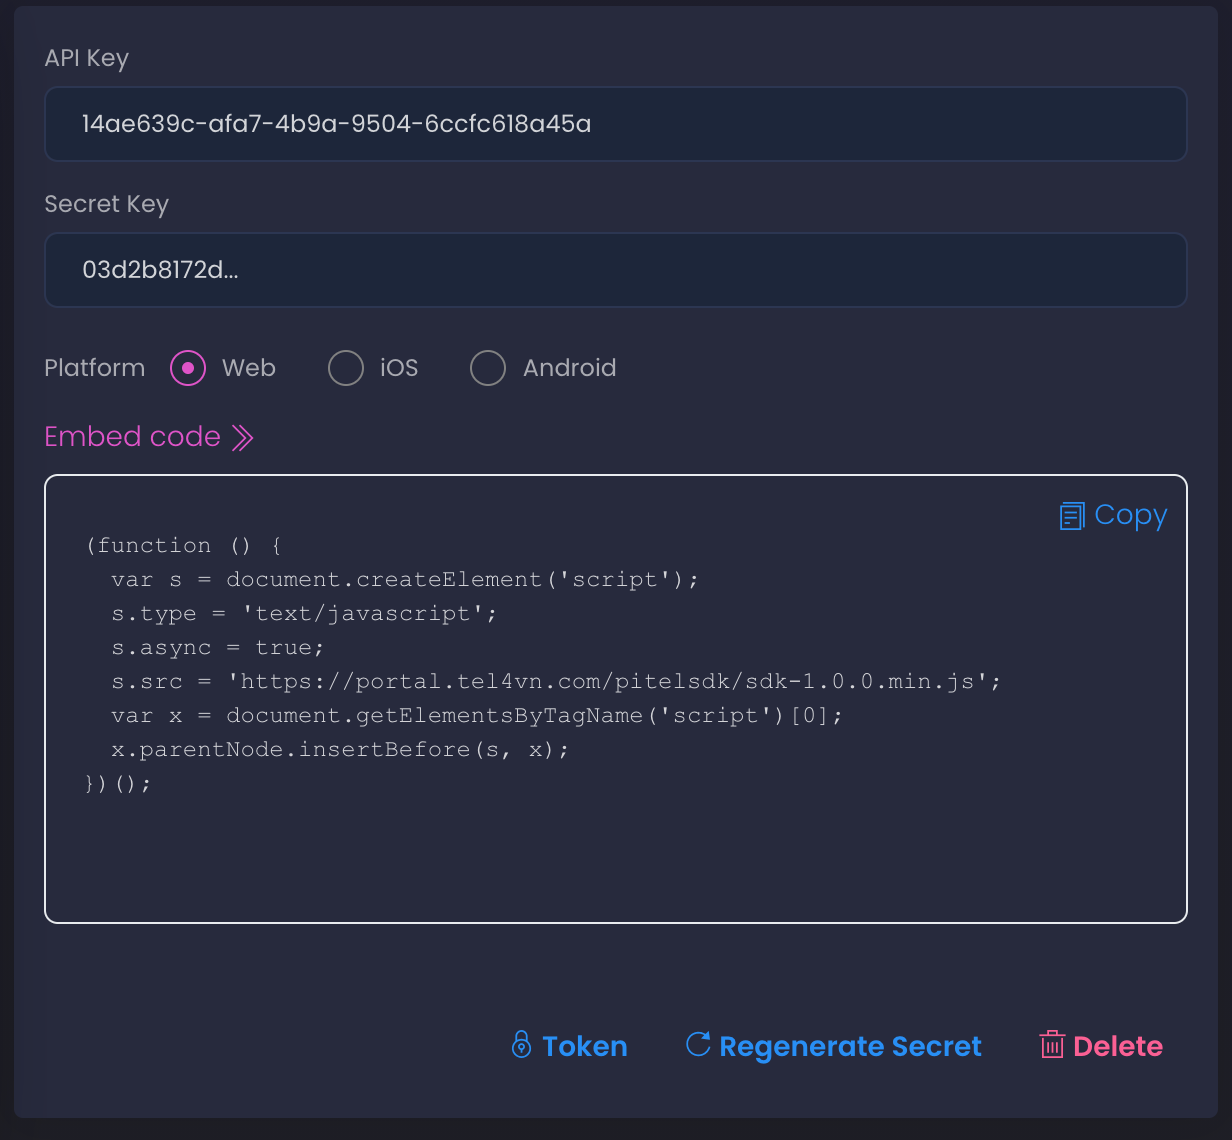 API Key
14ae639c-afa7-4b9a-9504-6ccfc618a45a
Secret Key
03d2b8172d...
Platform Web iOS Android
Embed code
Copy
(function () {
  var s = document.createElement('script');
  s.type = 'text/javascript';
  s.async = true;
  s.src = 'https://portal.tel4vn.com/pitelsdk/sdk-1.0.0.min.js';
  var x = document.getElementsByTagName('script')[0];
  x.parentNode.insertBefore(s, x);
})();
Token Regenerate Secret Delete